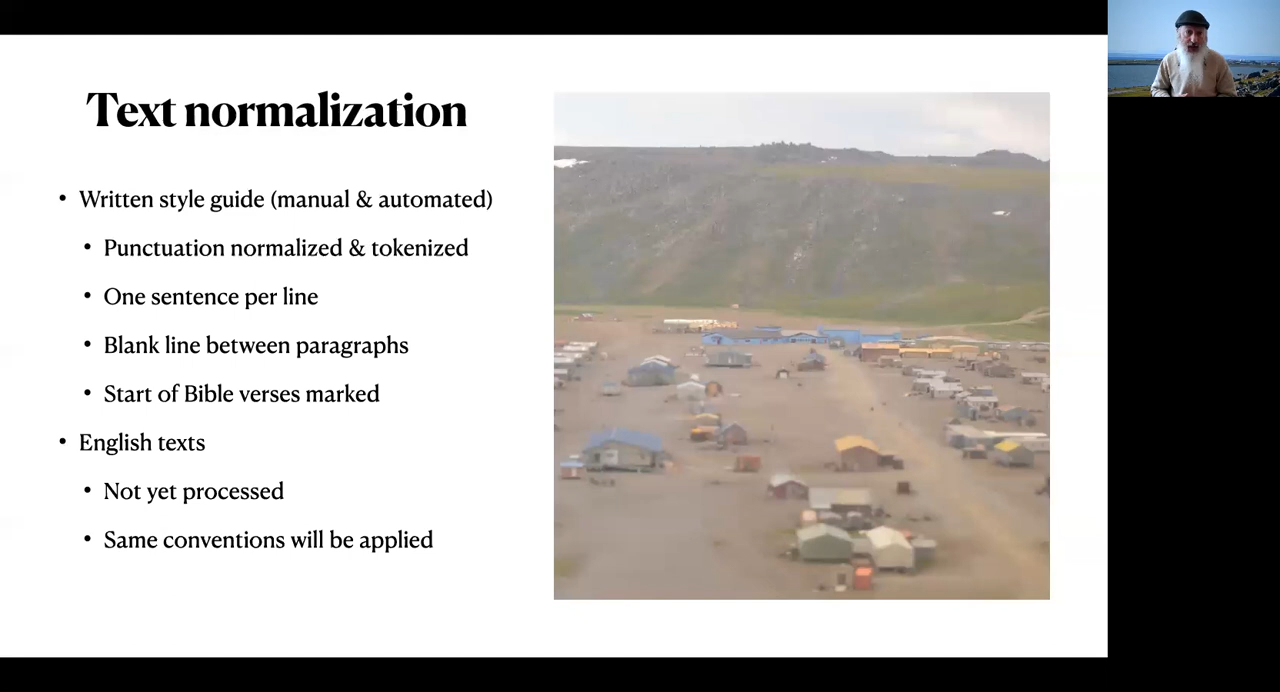 Text normalization
• Written style guide (manual & automated)
• Punctuation normalized & tokenized
• One sentence per line
• Blank line between paragraphs
• Start of Bible verses marked
• English texts
• Not yet processed
• Same conventions will be applied